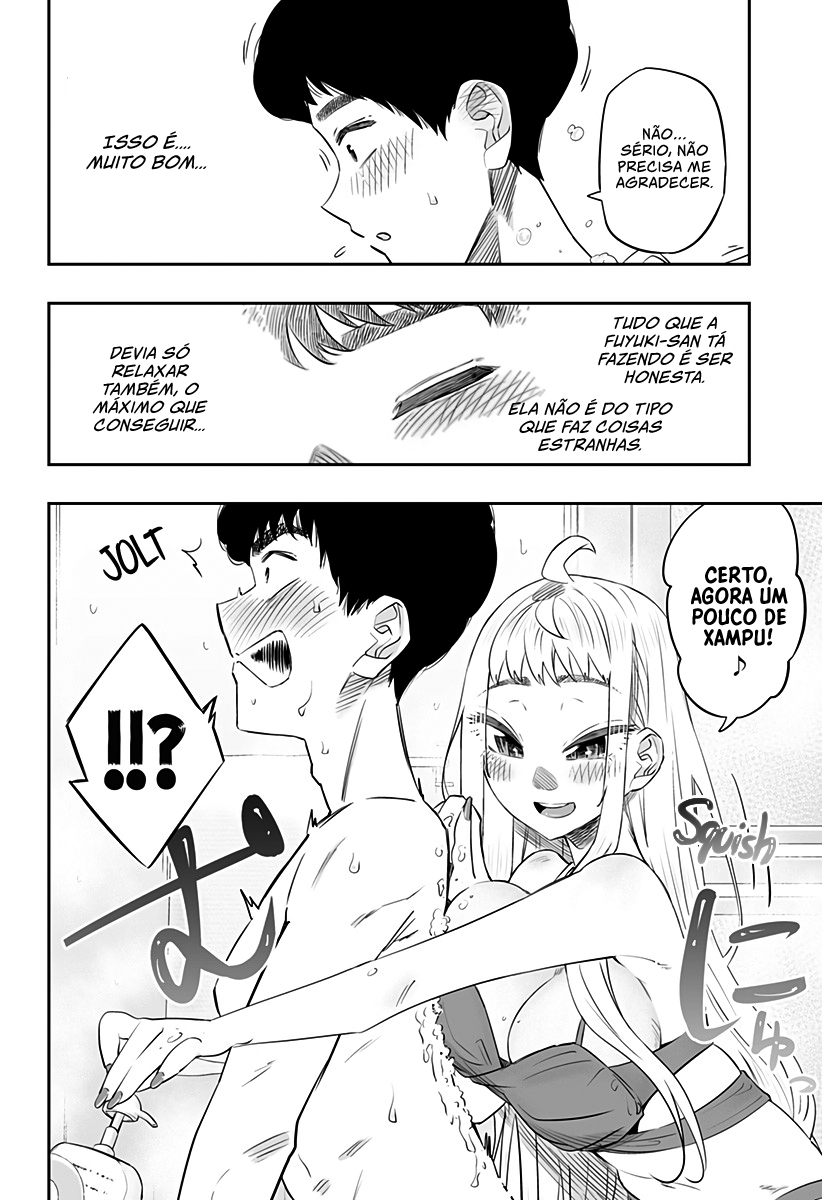 NÃO...
SÉRIO, NÃO
PRECISA ME
AGRADECER.
ISSO É....
MUITO BOM...
TUDO QUE A
FUYUKI-SAN TÁ
FAZENDO É SER
HONESTA.
ELA NÃO É DO TIPO
QUE FAZ COISAS
ESTRANHAS.
DEVIA SÓ
RELAXAR
TAMBÉM, O
MÁXIMO QUE
CONSEGUIR...
CERTO,
AGORA UM
POUCO DE
XAMPU!
♪
JOLT
!!?
Squish
むにゅっ